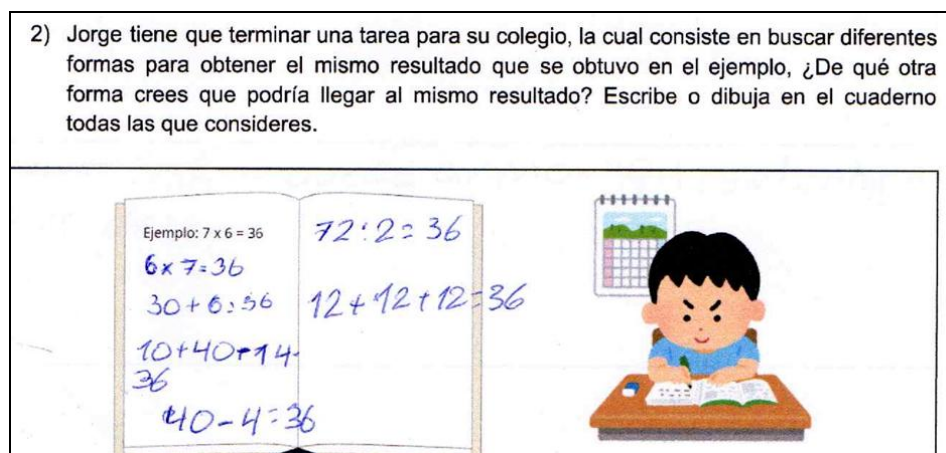 2) Jorge tiene que terminar una tarea para su colegio, la cual consiste en buscar diferentes
formas para obtener el mismo resultado que se obtuvo en el ejemplo, ¿De qué otra
forma crees que podría llegar al mismo resultado? Escribe o dibuja en el cuaderno
todas las que consideres.
Ejemplo: 7 x 6 = 36
6 x 7 = 36
30 + 6 = 36
10 + 40 + 14
36
40 - 4 = 36
72 : 2 = 36
12 + 12 + 12 = 36